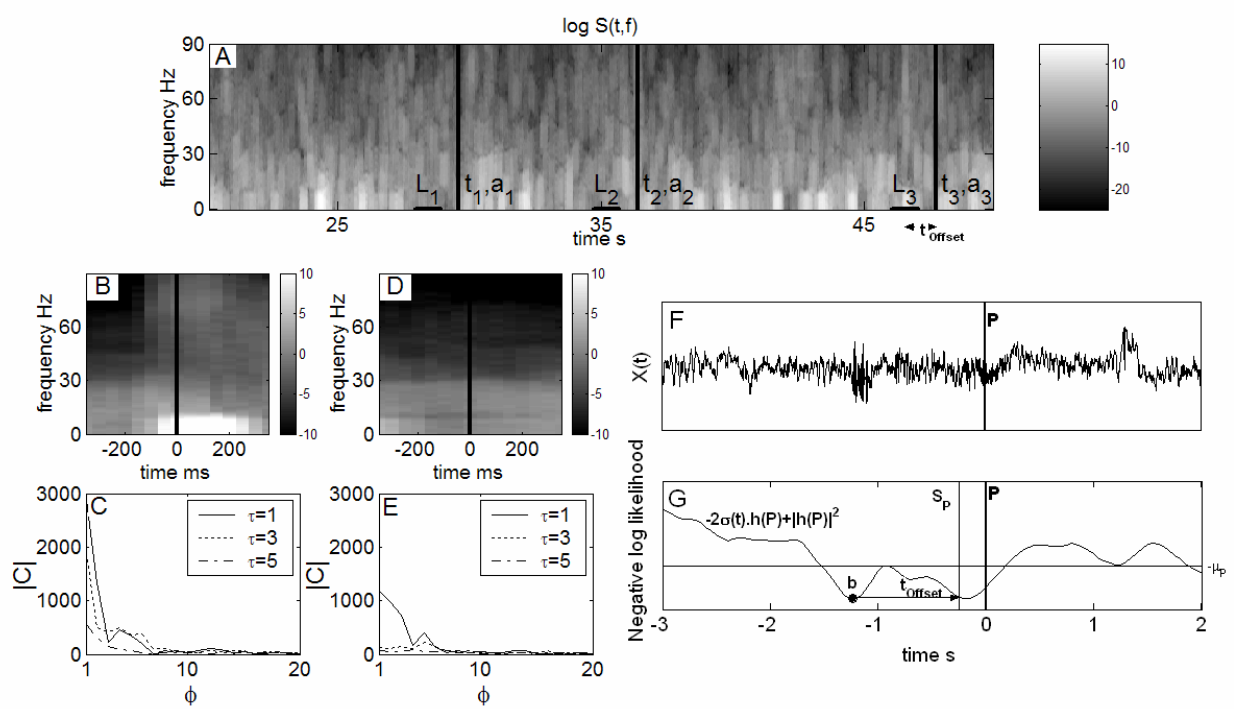 log S(t,f)
A
frequency Hz
90
60
30
0
L1 t1,a1 L2 t2,a2 L3 t3,a3
25 35 45
time s
tOffset
10
0
-10
-20
B
frequency Hz
60
30
0
-200 0 200
time ms
10
5
0
-5
-10
D
frequency Hz
60
30
0
-200 0 200
time ms
10
5
0
-5
-10
C
|C|
3000
2000
1000
0
τ=1
τ=3
τ=5
1 10 20
ϕ
E
|C|
3000
2000
1000
0
τ=1
τ=3
τ=5
1 10 20
ϕ
F
P
X(t)
G
SP
P
Negative log likelihood
-2σ(t).h(P)+|h(P)|²
b
tOffset
-μP
-3 -2 -1 0 1 2
time s